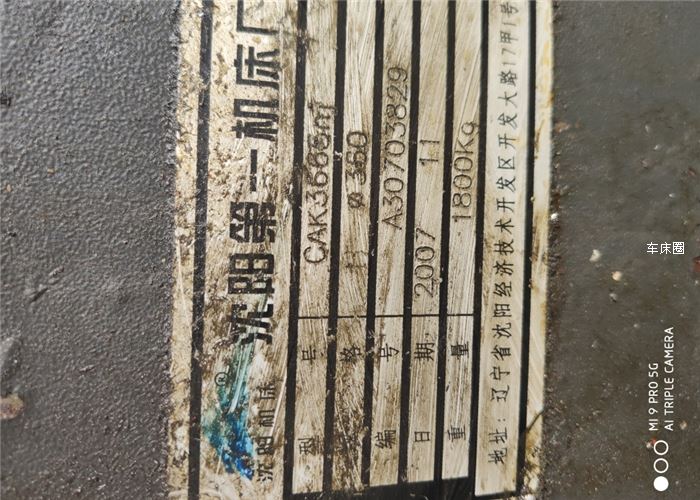 沈阳机床®
沈阳第一机床厂
型号 CAK3665nj
规格 Ø 360
编号 A30703829
日期 2007 11
重量 1800Kg
地址: 辽宁省沈阳经济技术开发区开发大路17甲1号
车床圈
MI 9 PRO 5G
AI TRIPLE CAMERA